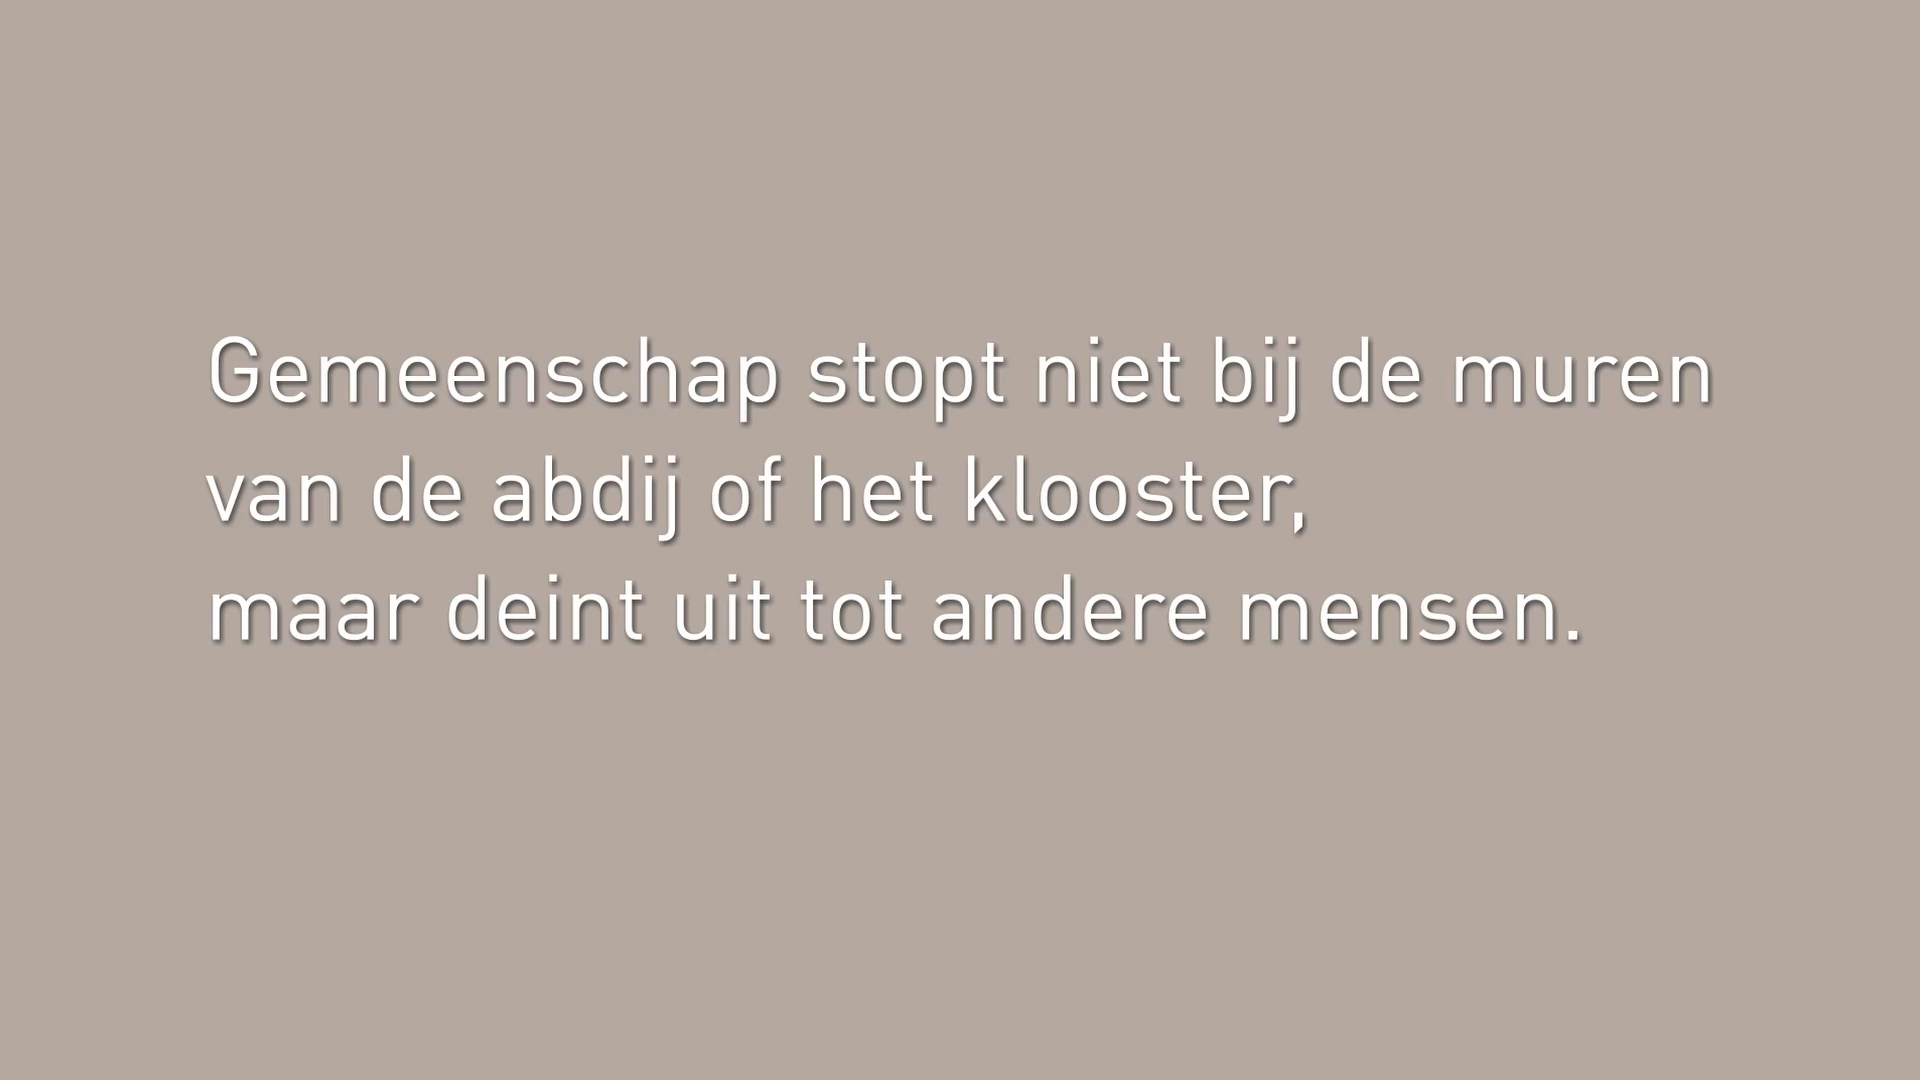 Gemeenschap stopt niet bij de muren
van de abdij of het klooster,
maar deint uit tot andere mensen.